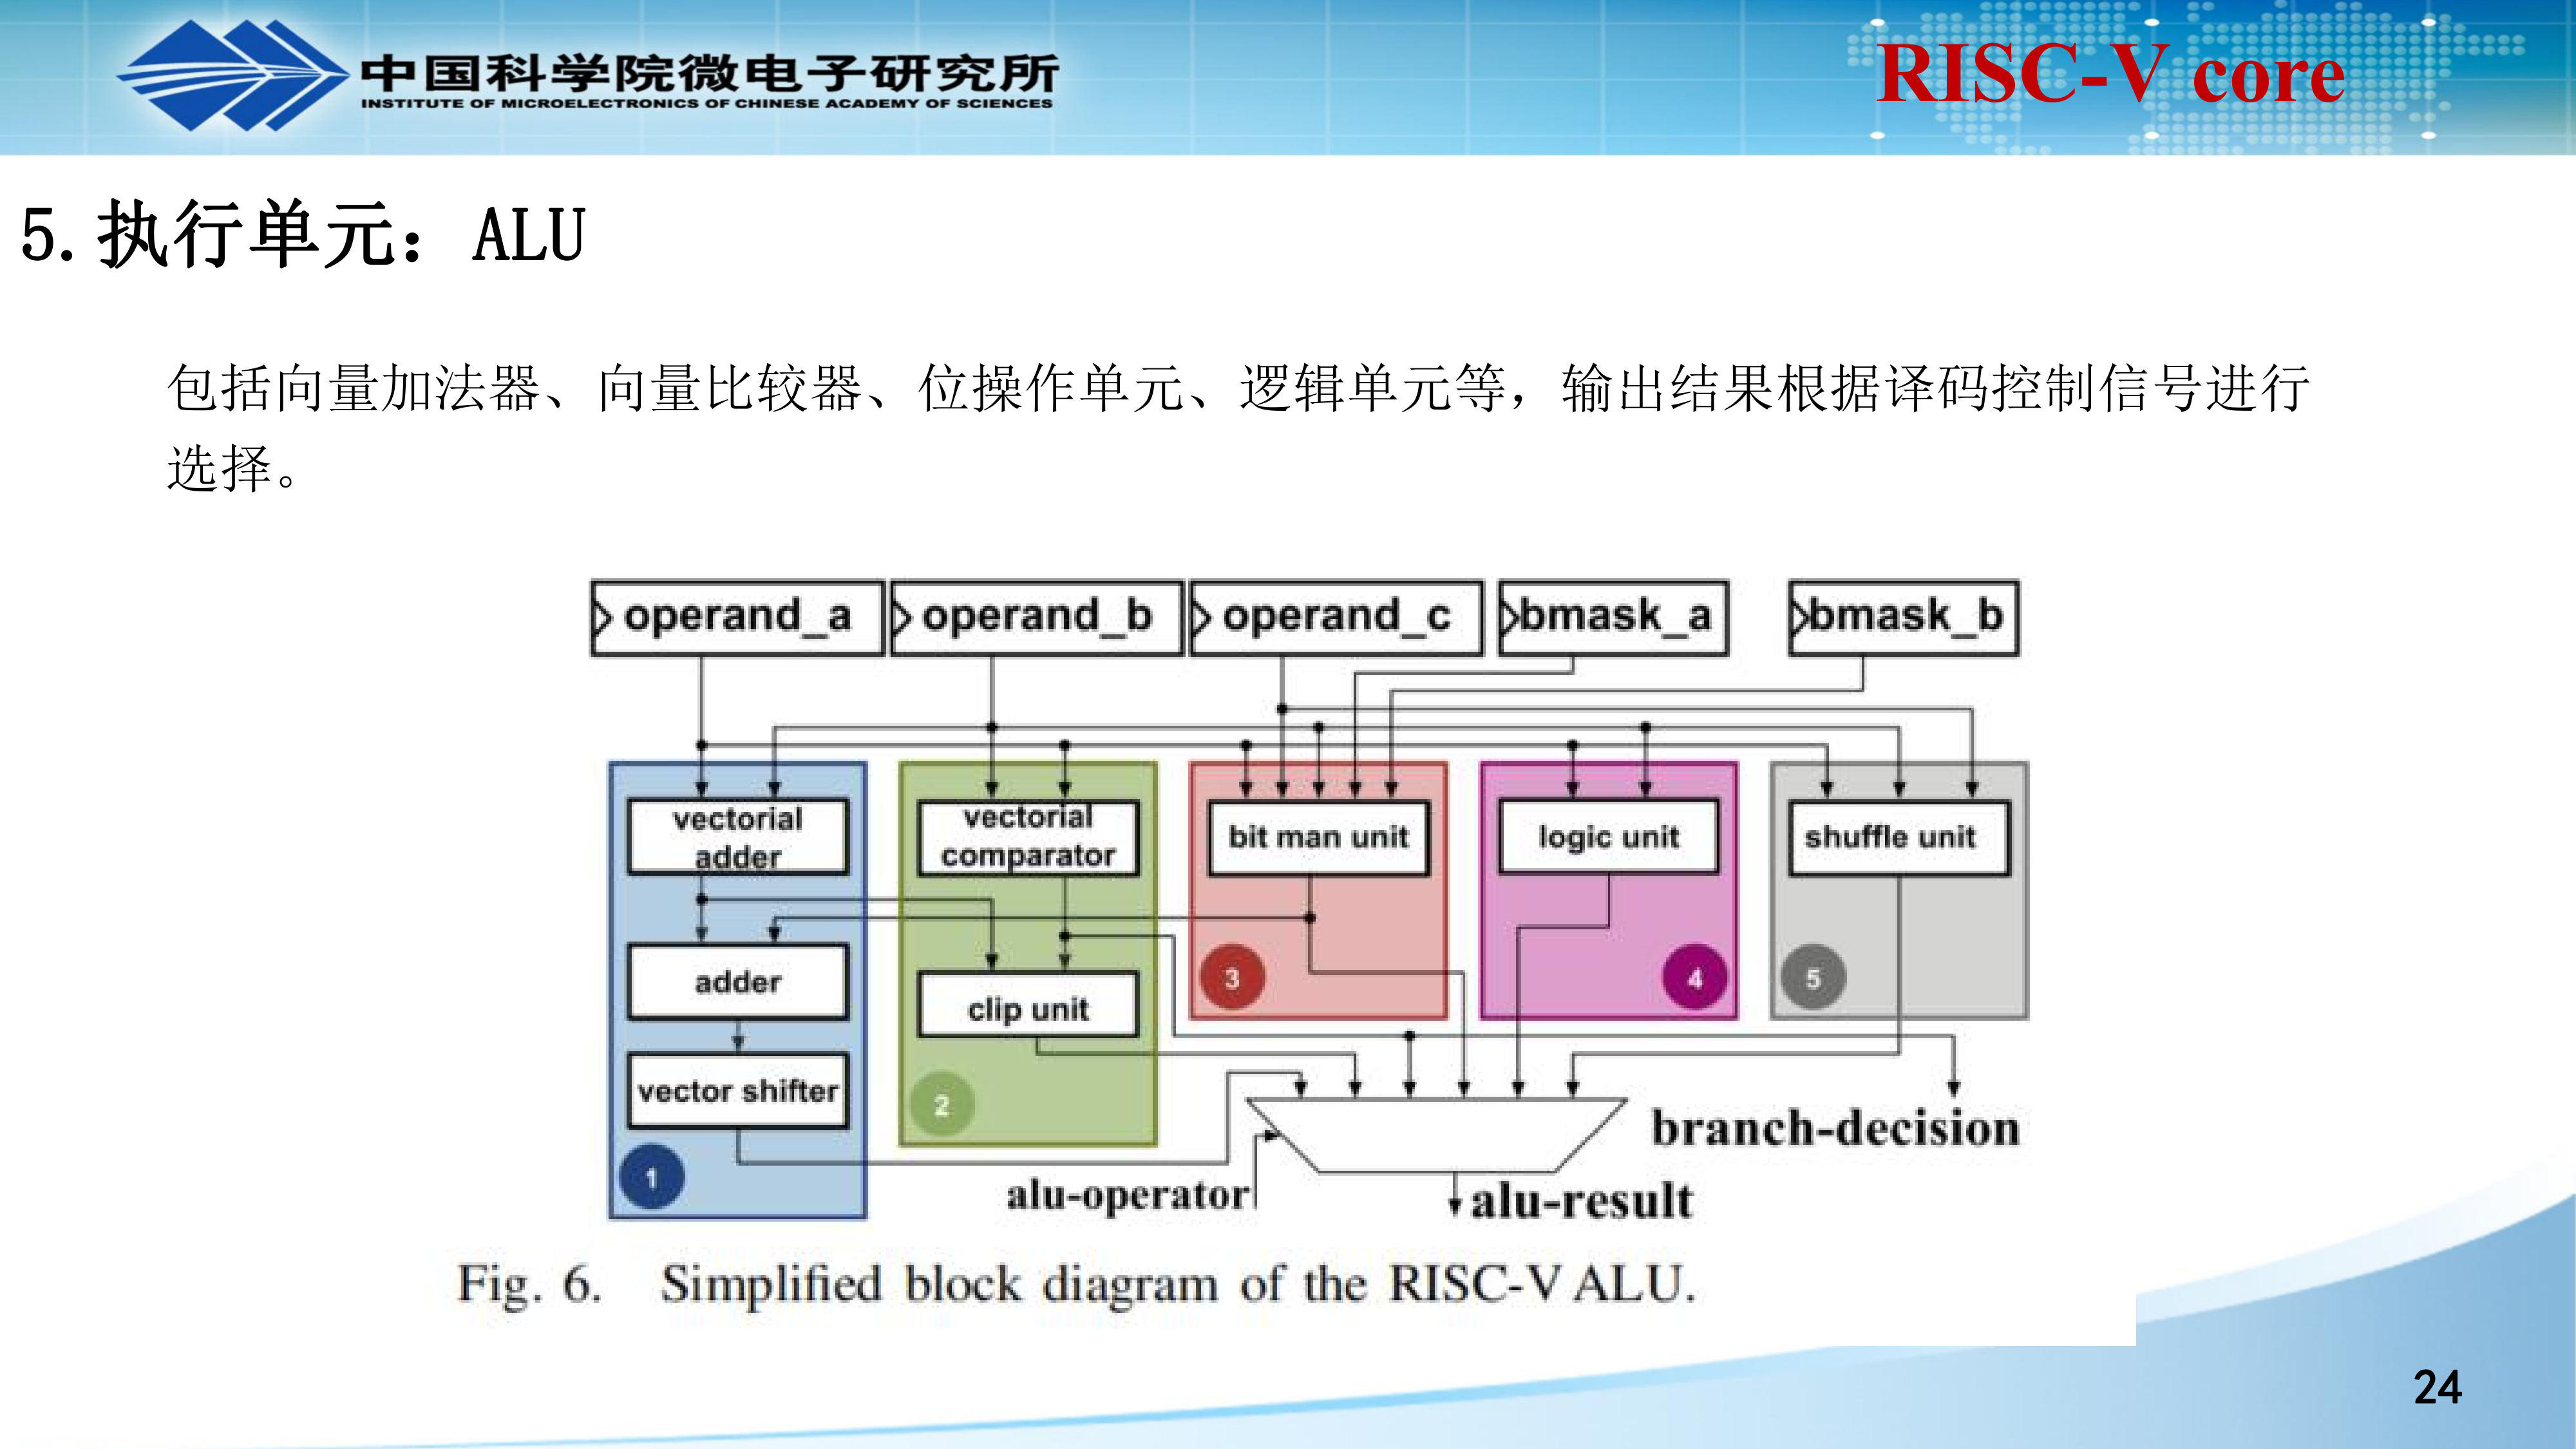 中国科学院微电子研究所
INSTITUTE OF MICROELECTRONICS OF CHINESE ACADEMY OF SCIENCES
RISC-V core
5.执行单元：ALU
包括向量加法器、向量比较器、位操作单元、逻辑单元等，输出结果根据译码控制信号进行
选择。
operand_a
operand_b
operand_c
bmask_a
bmask_b
vectorial
adder
vectorial
comparator
bit man unit
logic unit
shuffle unit
adder
clip unit
3
4
5
vector shifter
2
1
branch-decision
alu-operator
alu-result
Fig. 6. Simplified block diagram of the RISC-V ALU.
24